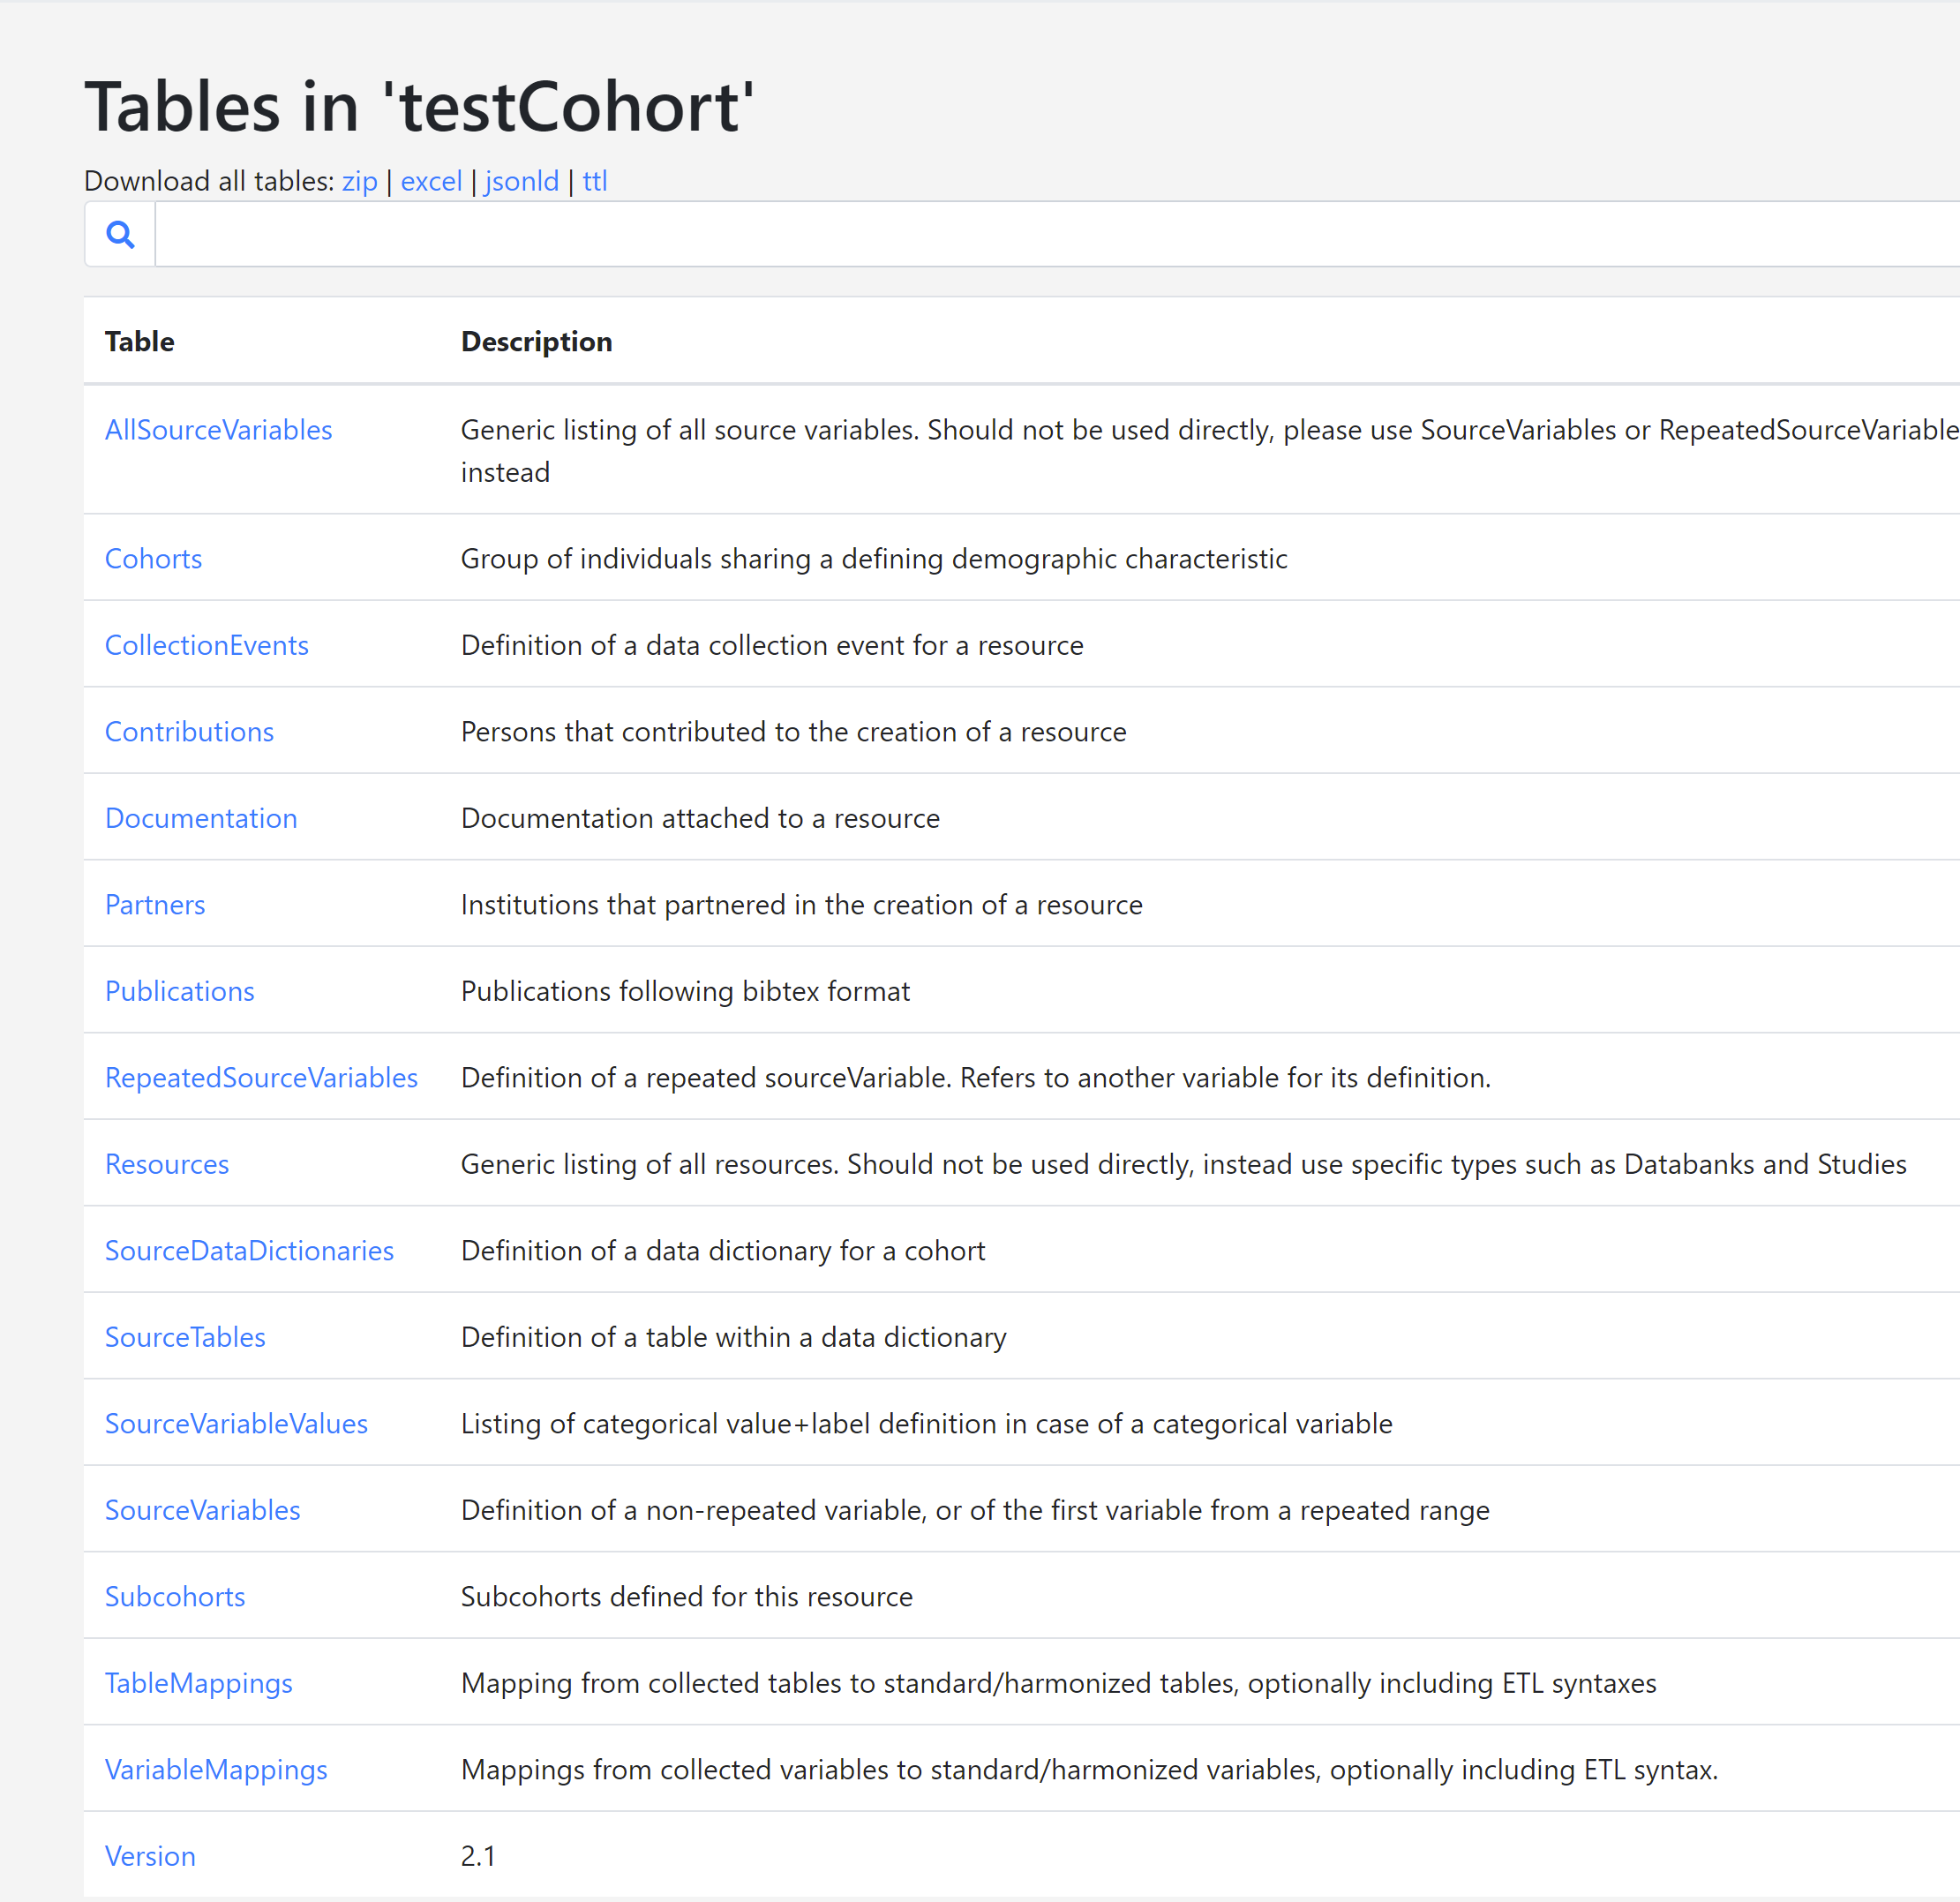 Tables in 'testCohort'
Download all tables: zip | excel | jsonld | ttl
Table Description
AllSourceVariables Generic listing of all source variables. Should not be used directly, please use SourceVariables or RepeatedSourceVariable
instead
Cohorts Group of individuals sharing a defining demographic characteristic
CollectionEvents Definition of a data collection event for a resource
Contributions Persons that contributed to the creation of a resource
Documentation Documentation attached to a resource
Partners Institutions that partnered in the creation of a resource
Publications Publications following bibtex format
RepeatedSourceVariables Definition of a repeated sourceVariable. Refers to another variable for its definition.
Resources Generic listing of all resources. Should not be used directly, instead use specific types such as Databanks and Studies
SourceDataDictionaries Definition of a data dictionary for a cohort
SourceTables Definition of a table within a data dictionary
SourceVariableValues Listing of categorical value+label definition in case of a categorical variable
SourceVariables Definition of a non-repeated variable, or of the first variable from a repeated range
Subcohorts Subcohorts defined for this resource
TableMappings Mapping from collected tables to standard/harmonized tables, optionally including ETL syntaxes
VariableMappings Mappings from collected variables to standard/harmonized variables, optionally including ETL syntax.
Version 2.1